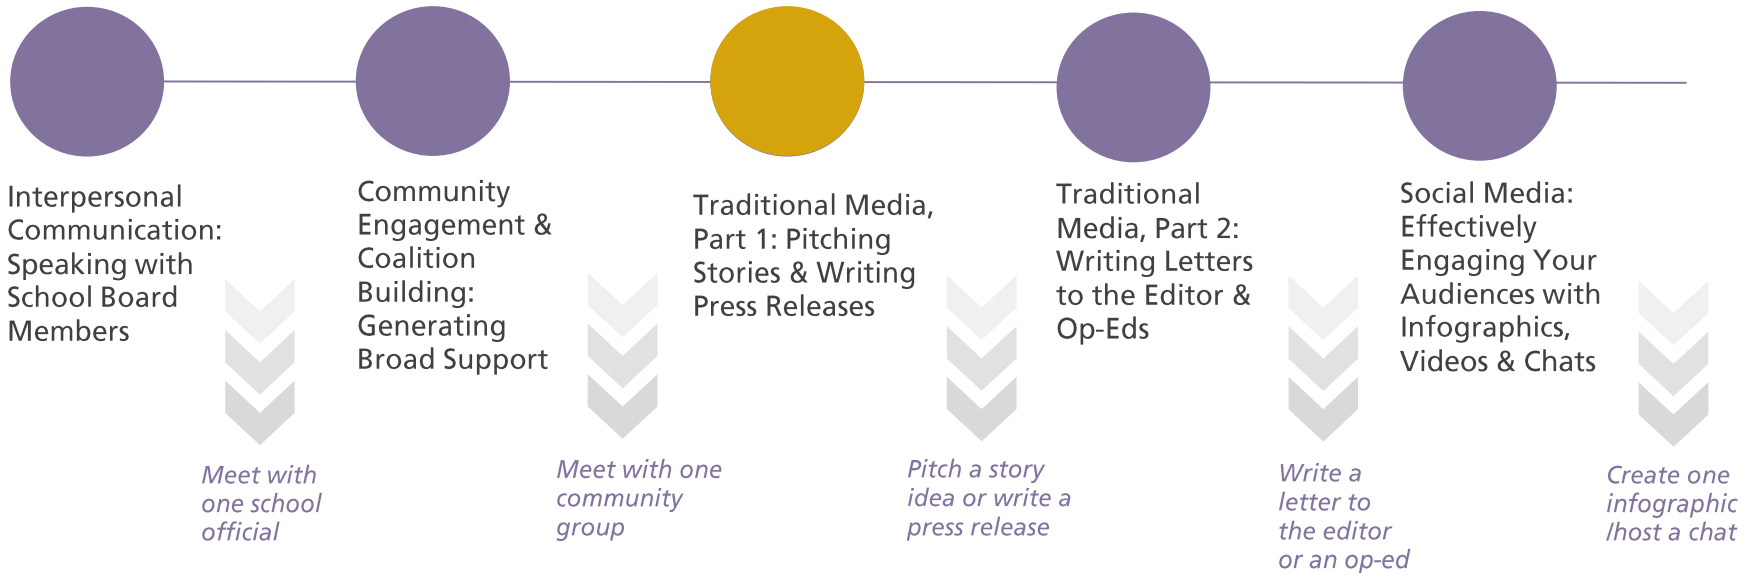 Interpersonal
Communication:
Speaking with
School Board
Members
Community
Engagement &
Coalition
Building:
Generating
Broad Support
Traditional Media,
Part 1: Pitching
Stories & Writing
Press Releases
Traditional
Media, Part 2:
Writing Letters
to the Editor &
Op-Eds
Social Media:
Effectively
Engaging Your
Audiences with
Infographics,
Videos & Chats
Meet with
one school
official
Meet with one
community
group
Pitch a story
idea or write a
press release
Write a
letter to
the editor
or an op-ed
Create one
infographic
/host a chat